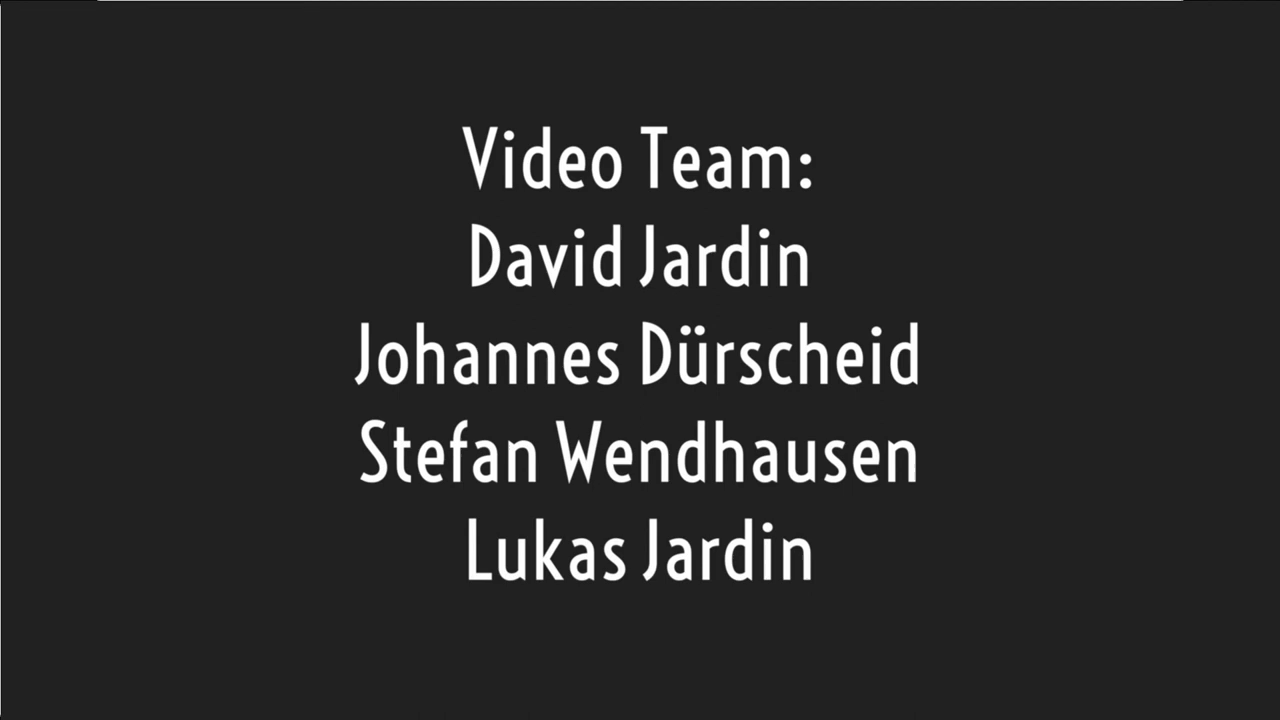 Video Team:
David Jardin
Johannes Dürscheid
Stefan Wendhausen
Lukas Jardin